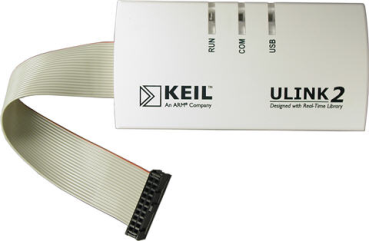 RUN
COM
USB
KEIL
An ARM® Company
ULINK2
Designed with Real-Time Library